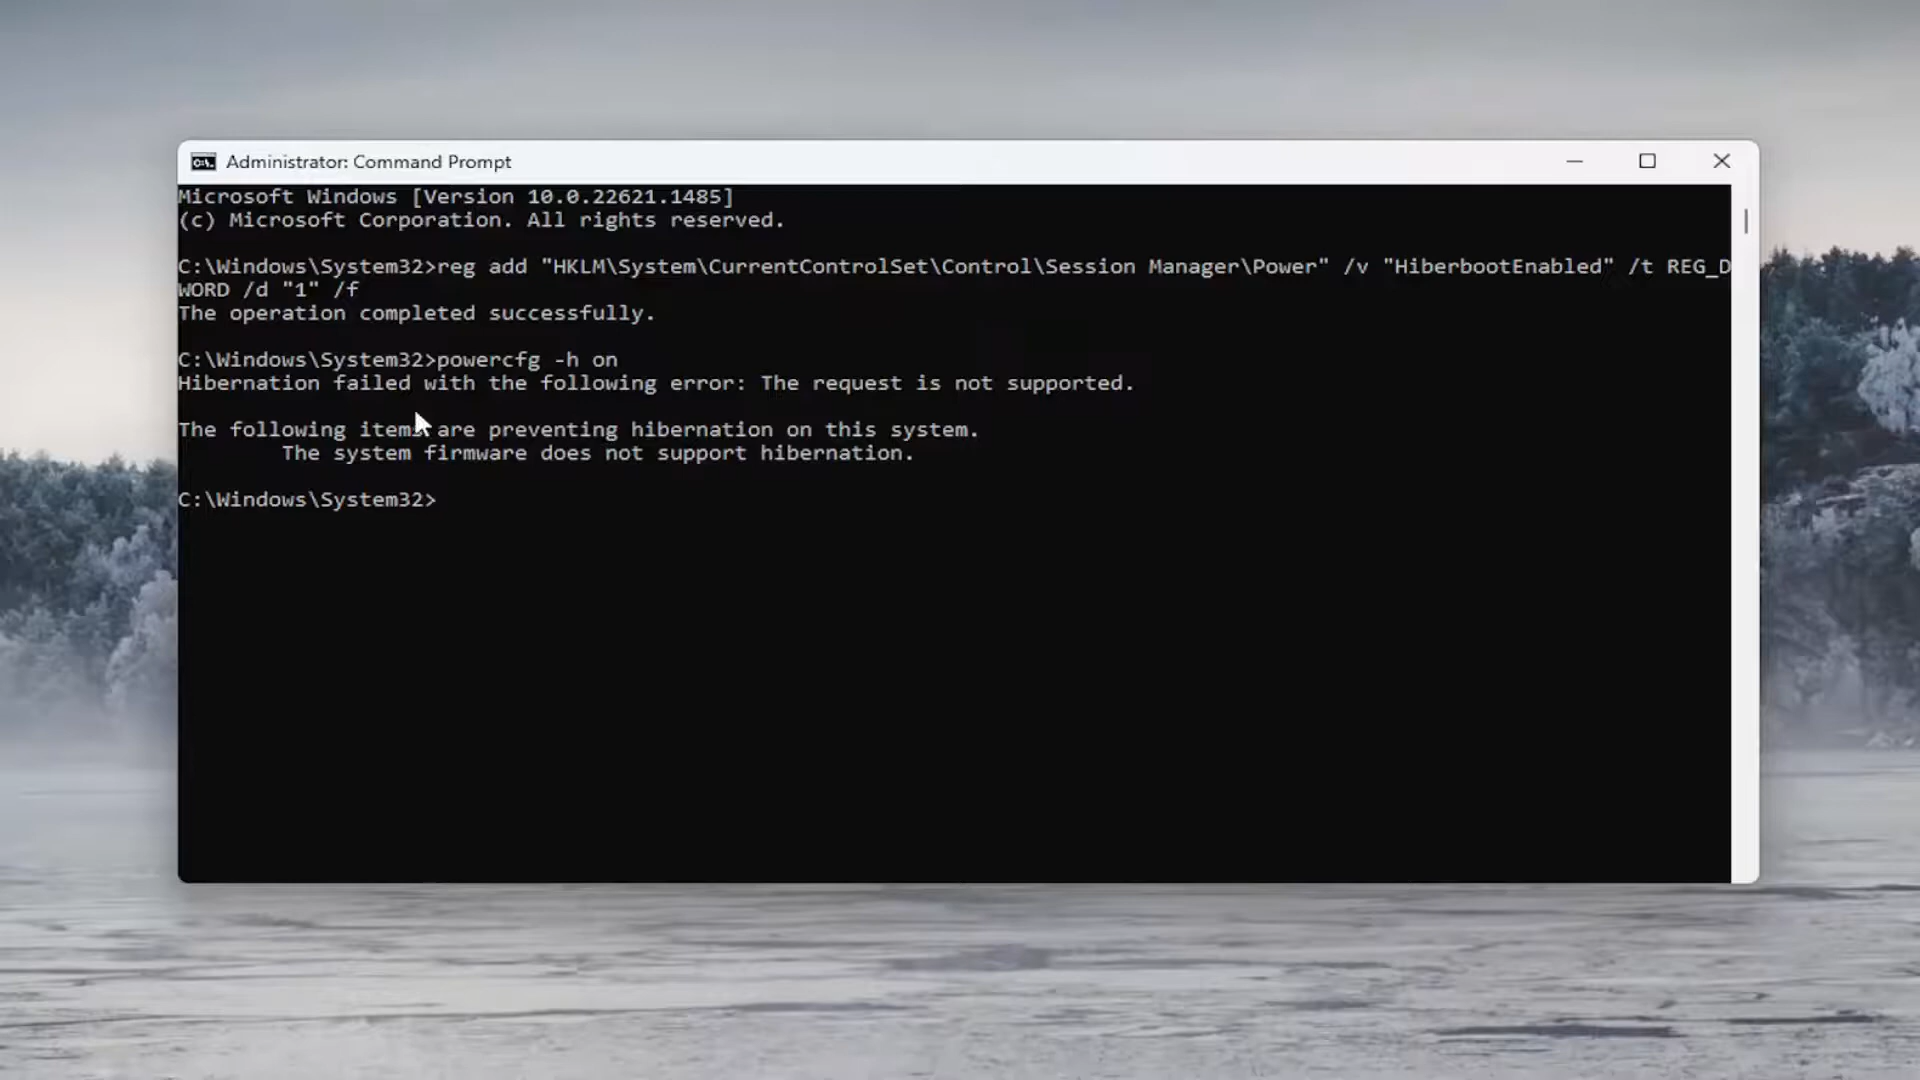 Administrator: Command Prompt
Microsoft Windows [Version 10.0.22621.1485]
(c) Microsoft Corporation. All rights reserved.
C:\Windows\System32>reg add "HKLM\System\CurrentControlSet\Control\Session Manager\Power" /v "HiberbootEnabled" /t REG_D
WORD /d "1" /f
The operation completed successfully.
C:\Windows\System32>powercfg -h on
Hibernation failed with the following error: The request is not supported.
The following items are preventing hibernation on this system.
The system firmware does not support hibernation.
C:\Windows\System32>